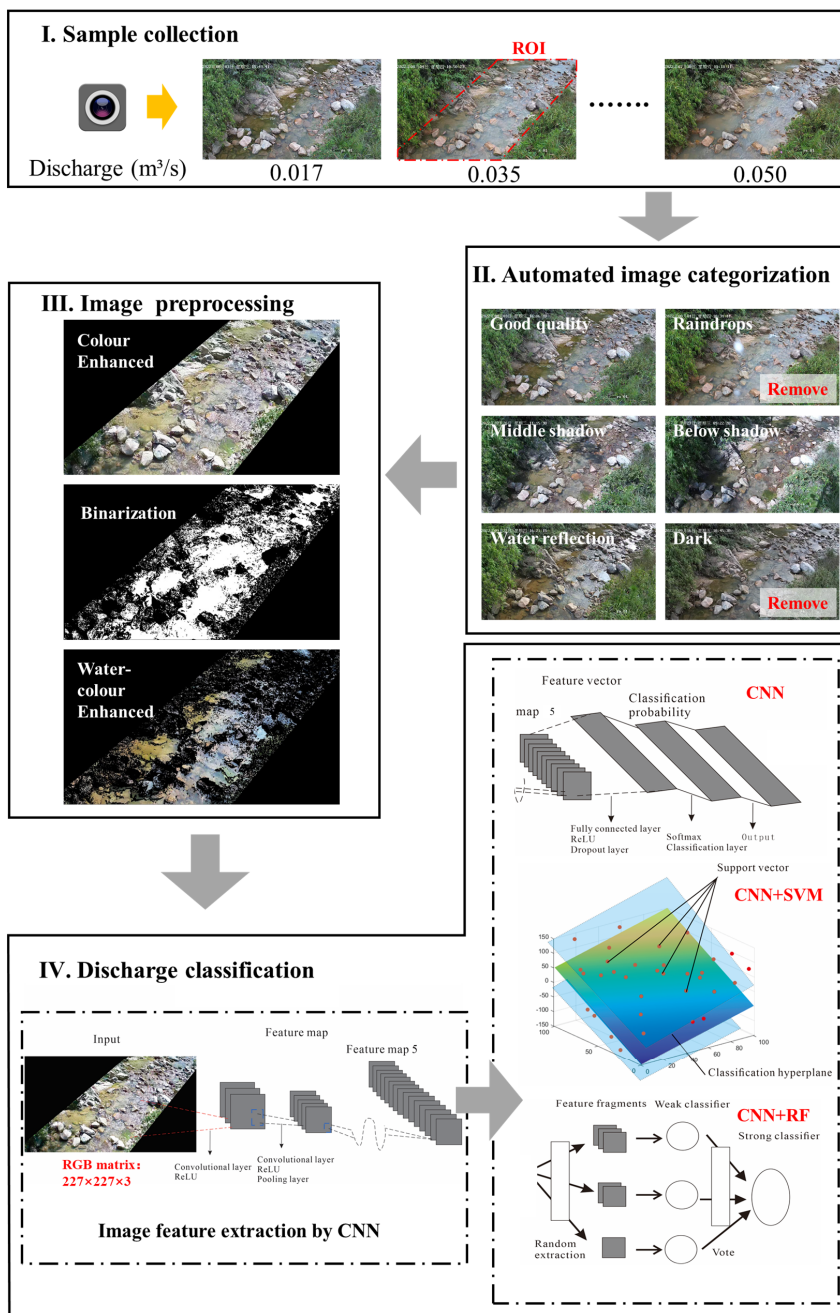 I. Sample collection
ROI
Discharge (m³/s)
0.017
0.035
0.050
II. Automated image categorization
Good quality
Raindrops
Remove
Middle shadow
Below shadow
Water reflection
Dark
Remove
III. Image preprocessing
Colour
Enhanced
Binarization
Water-
colour
Enhanced
IV. Discharge classification
Input
Feature map
Feature map 5
RGB matrix:
227×227×3
Convolutional layer
ReLU
Convolutional layer
ReLU
Pooling layer
Image feature extraction by CNN
CNN
Feature vector
Classification
probability
map 5
Fully connected layer
ReLU
Dropout layer
Softmax
Classification layer
Output
Support vector
CNN+SVM
150
100
50
0
-50
-100
-150
100
50
0
0
20
40
60
80
100
Classification hyperplane
CNN+RF
Feature fragments
Weak classifier
Strong classifier
Random
extraction
Vote